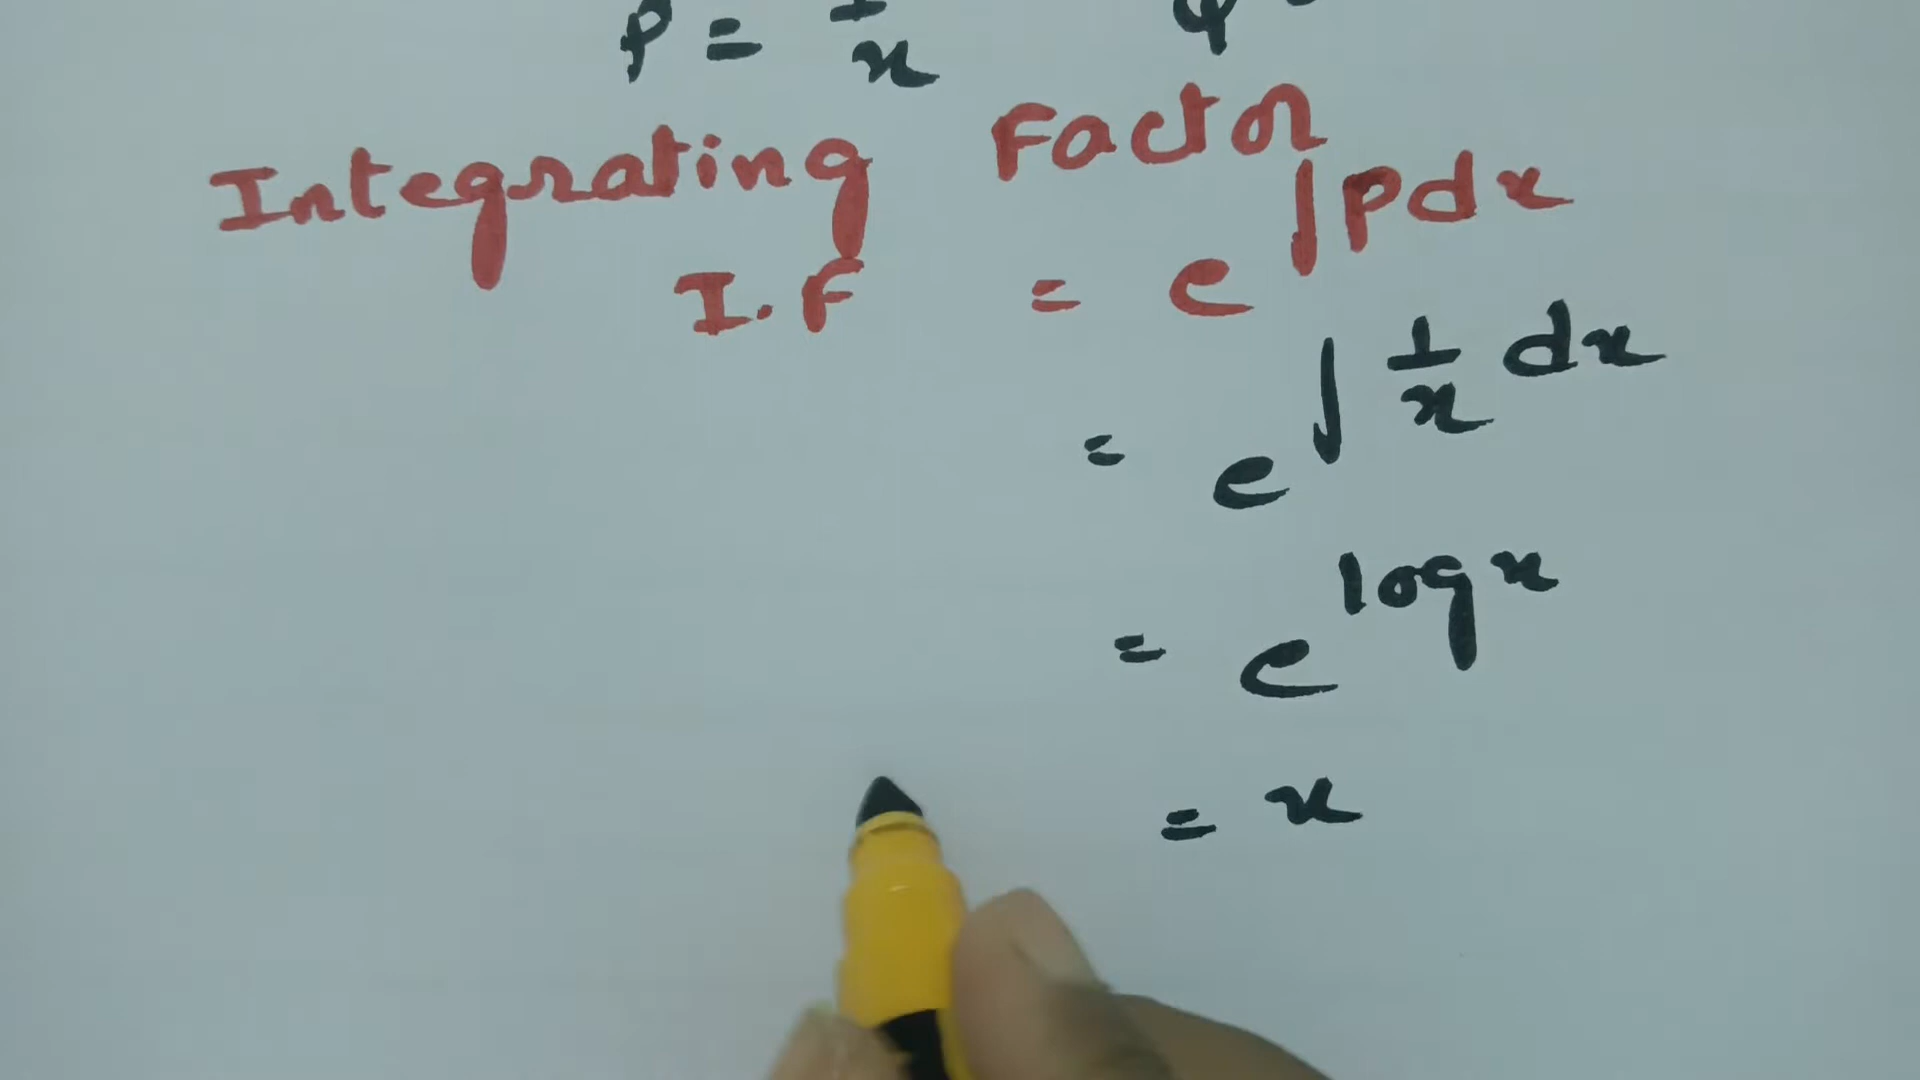 P = 1/x Q =
Integrating Factor
I.F = e^∫Pdx
= e^∫ 1/x dx
= e^log x
= x